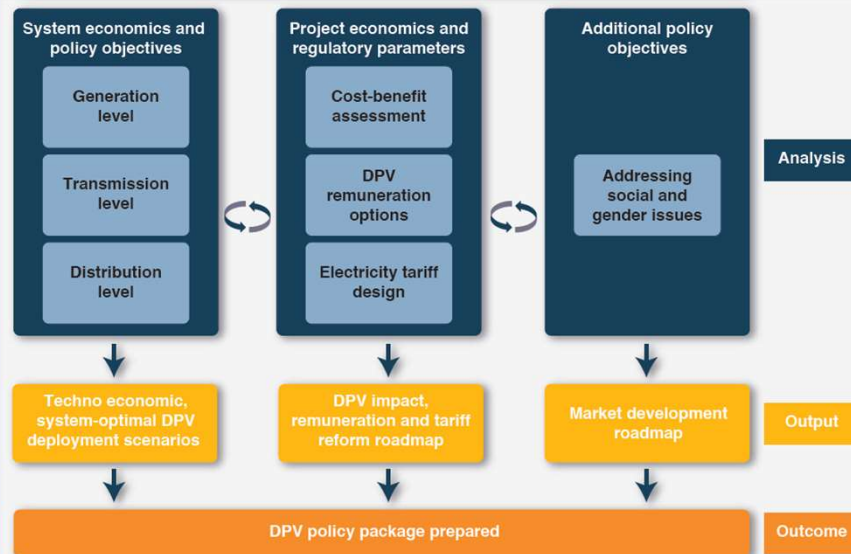 System economics and
policy objectives
Generation
level
Transmission
level
Distribution
level
Project economics and
regulatory parameters
Cost-benefit
assessment
DPV
remuneration
options
Electricity tariff
design
Additional policy
objectives
Addressing
social and
gender issues
Analysis
Techno economic,
system-optimal DPV
deployment scenarios
DPV impact,
remuneration and tariff
reform roadmap
Market development
roadmap
Output
DPV policy package prepared
Outcome